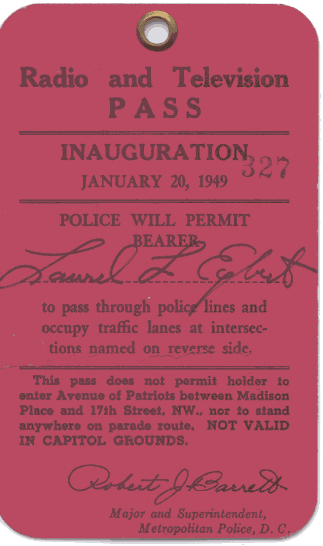 Radio and Television
PASS
INAUGURATION
327
JANUARY 20, 1949
POLICE WILL PERMIT
BEARER
Laurel L Egbert
to pass through police lines and
occupy traffic lanes at intersec-
tions named on reverse side.
This pass does not permit holder to
enter Avenue of Patriots between Madison
Place and 17th Street, NW., nor to stand
anywhere on parade route. NOT VALID
IN CAPITOL GROUNDS.
Robert J Barrett
Major and Superintendent,
Metropolitan Police, D. C.